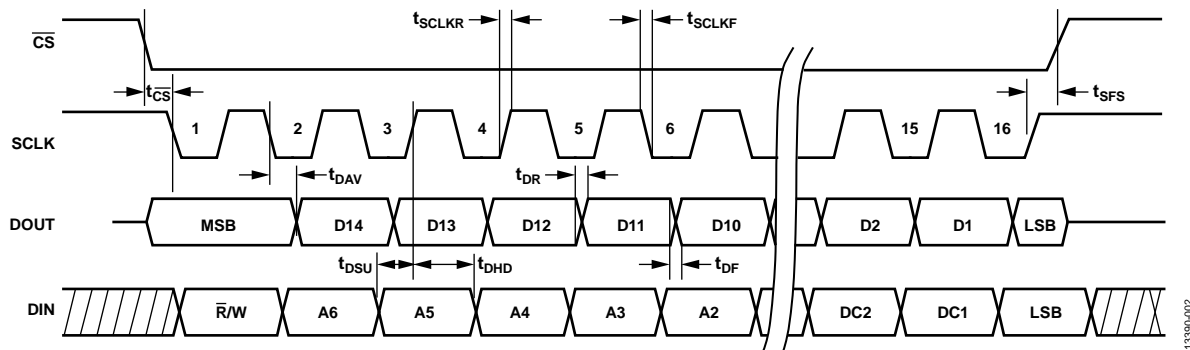 tSCLKR tSCLKF
CS
tCS tSFS
SCLK 1 2 3 4 5 6 15 16
tDAV tDR
DOUT MSB D14 D13 D12 D11 D10 D2 D1 LSB
tDSU tDHD tDF
DIN R/W A6 A5 A4 A3 A2 DC2 DC1 LSB
13390-002